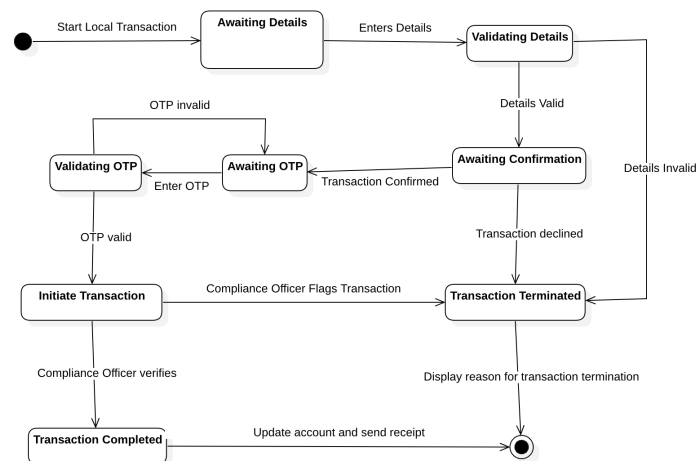 Start Local Transaction
Awaiting Details
Enters Details
Validating Details
Details Valid
Details Invalid
OTP invalid
Validating OTP
Enter OTP
Awaiting OTP
Transaction Confirmed
Awaiting Confirmation
OTP valid
Transaction declined
Initiate Transaction
Compliance Officer Flags Transaction
Transaction Terminated
Compliance Officer verifies
Display reason for transaction termination
Transaction Completed
Update account and send receipt